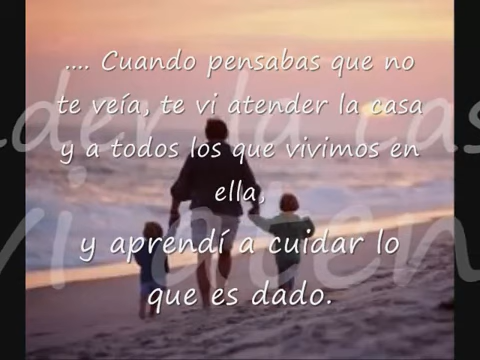 .... Cuando pensabas que no
te veía, te vi atender la casa
y a todos los que vivimos en
ella,
y aprendí a cuidar lo
que es dado.